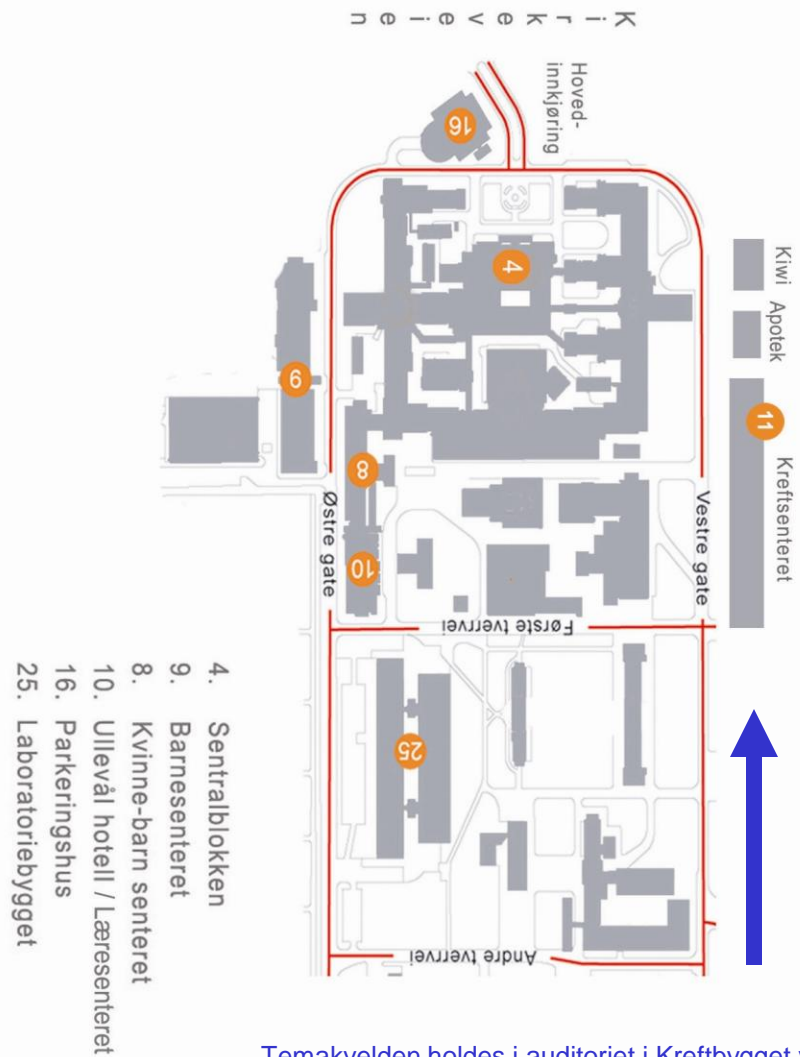 Kirkeveien
Hoved-
innkjøring
16
4
Kiwi
Apotek
11
Kreftsenteret
9
8
10
Østre gate
Vestre gate
Første tverrvei
25
Andre tverrvei
4. Sentralblokken
9. Barnesenteret
8. Kvinne-barn senteret
10. Ullevål hotell / Læresenteret
16. Parkeringshus
25. Laboratoriebygget
Temakvelden holdes i auditoriet i Kreftbygget